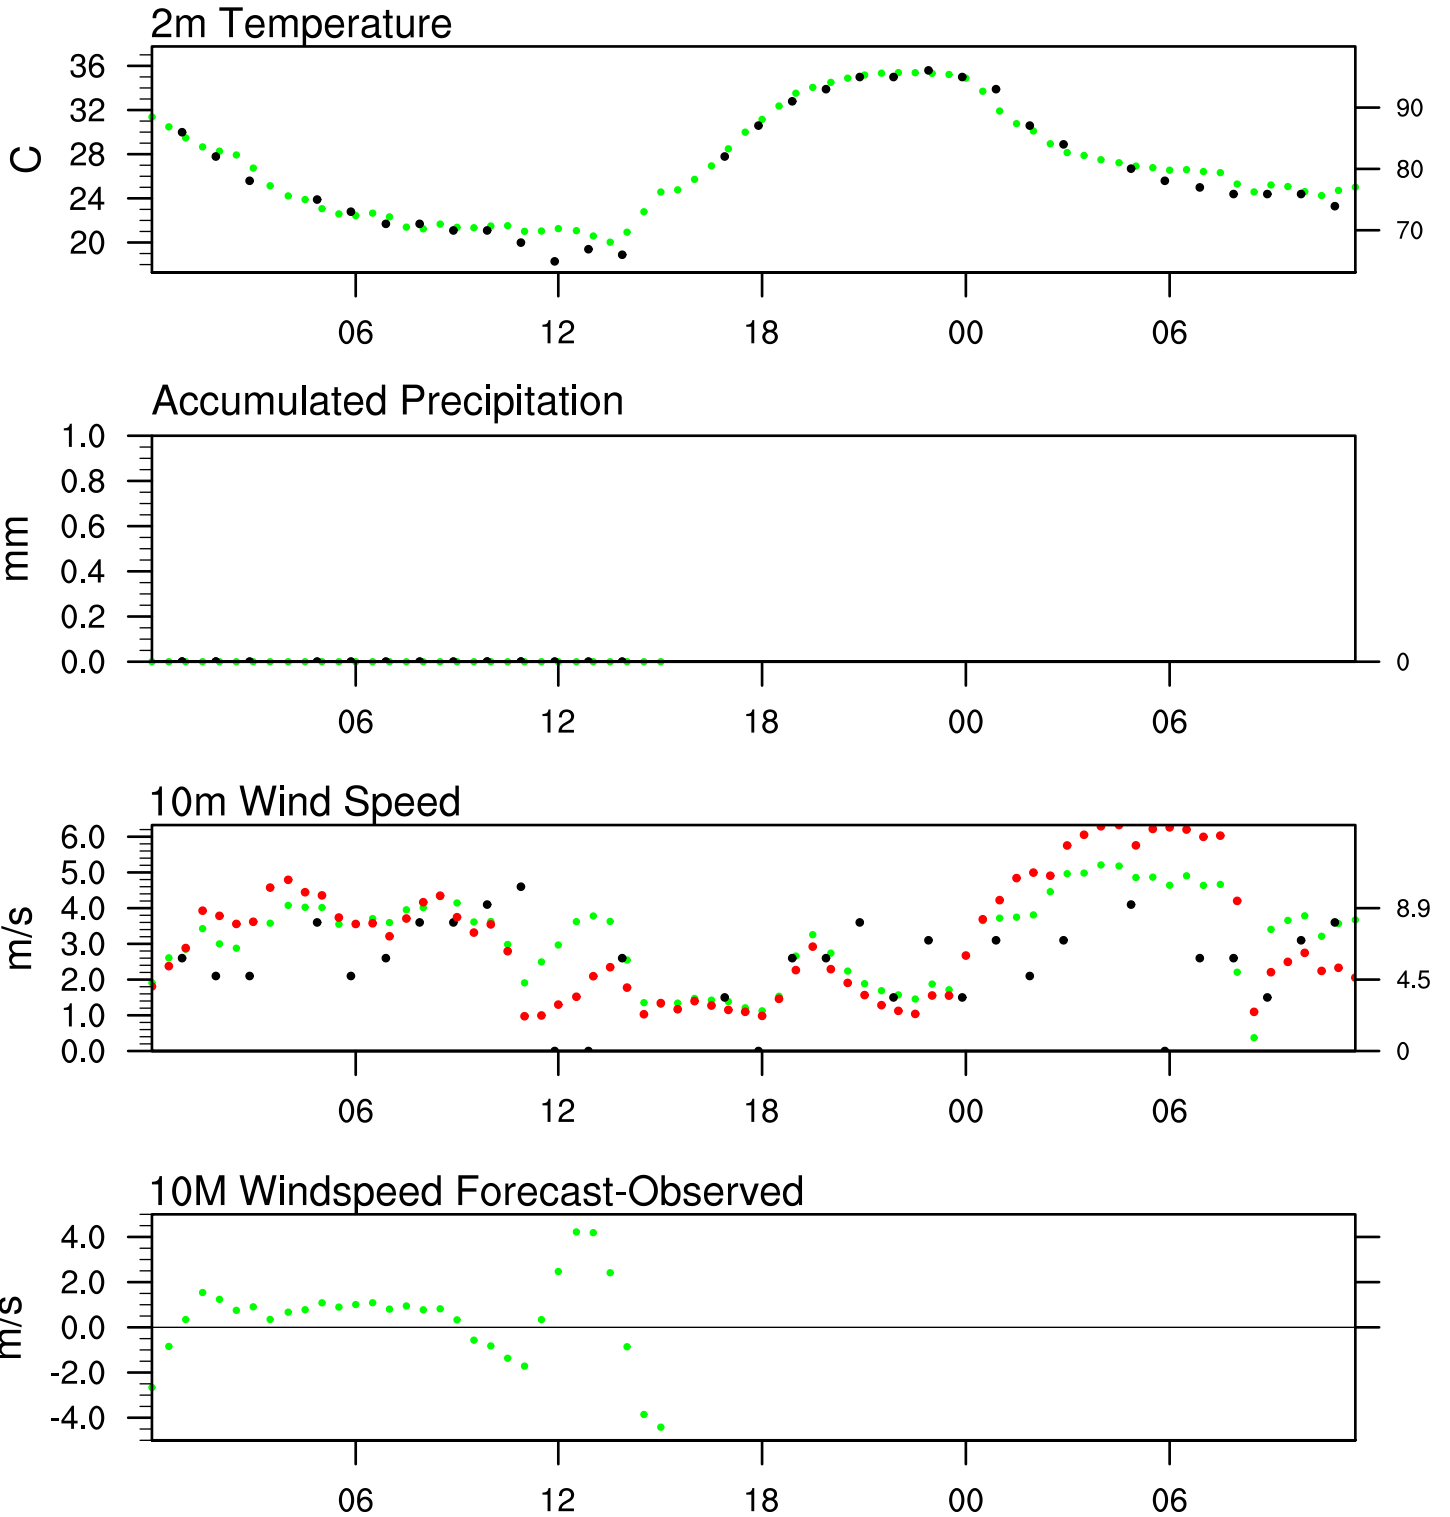 2m Temperature
36
32
90
28
C
80
24
70
20
06 12 18 00 06
Accumulated Precipitation
1.0
0.8
0.6
mm
0.4
0.2
0.0 0
06 12 18 00 06
10m Wind Speed
6.0
5.0
4.0 8.9
m/s
3.0
2.0 4.5
1.0
0.0 0
06 12 18 00 06
10M Windspeed Forecast-Observed
4.0
2.0
0.0
m/s
-2.0
-4.0
06 12 18 00 06